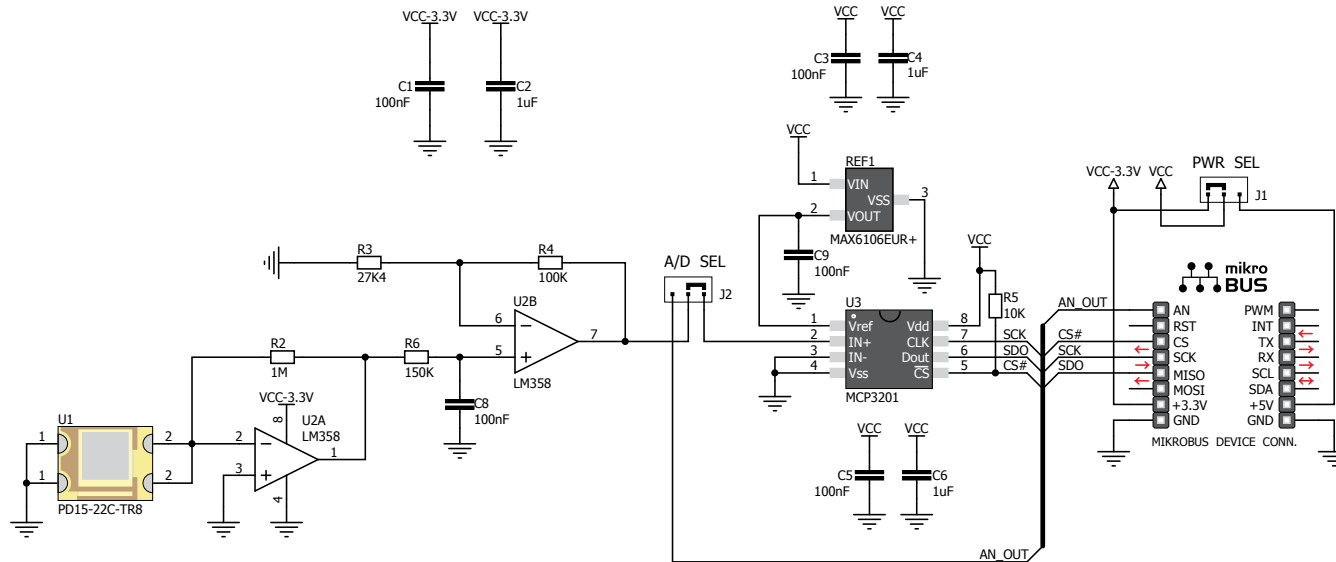 VCC-3.3V VCC-3.3V
C1
100nF
C2
1uF
VCC VCC
C3
100nF
C4
1uF
VCC
REF1
1 VIN
VSS 3
2 VOUT
MAX6106EUR+
C9
100nF
VCC
R5
10K
PWR SEL
VCC-3.3V VCC
J1
R3
27K4
R4
100K
A/D SEL
J2
U2B
6
5
7
LM358
R2
1M
R6
150K
C8
100nF
VCC-3.3V
8
U2A
LM358
2
3
1
4
U1
1 2
1 2
PD15-22C-TR8
U3
1 Vref Vdd 8
2 IN+ CLK 7 SCK
3 IN- Dout 6 SDO
4 Vss CS 5 CS#
MCP3201
VCC VCC
C5
100nF
C6
1uF
AN_OUT
mikro
BUS
AN_OUT AN PWM
RST INT
CS# CS TX
SCK SCK RX
SDO MISO SCL
MOSI SDA
+3.3V +5V
GND GND
MIKROBUS DEVICE CONN.